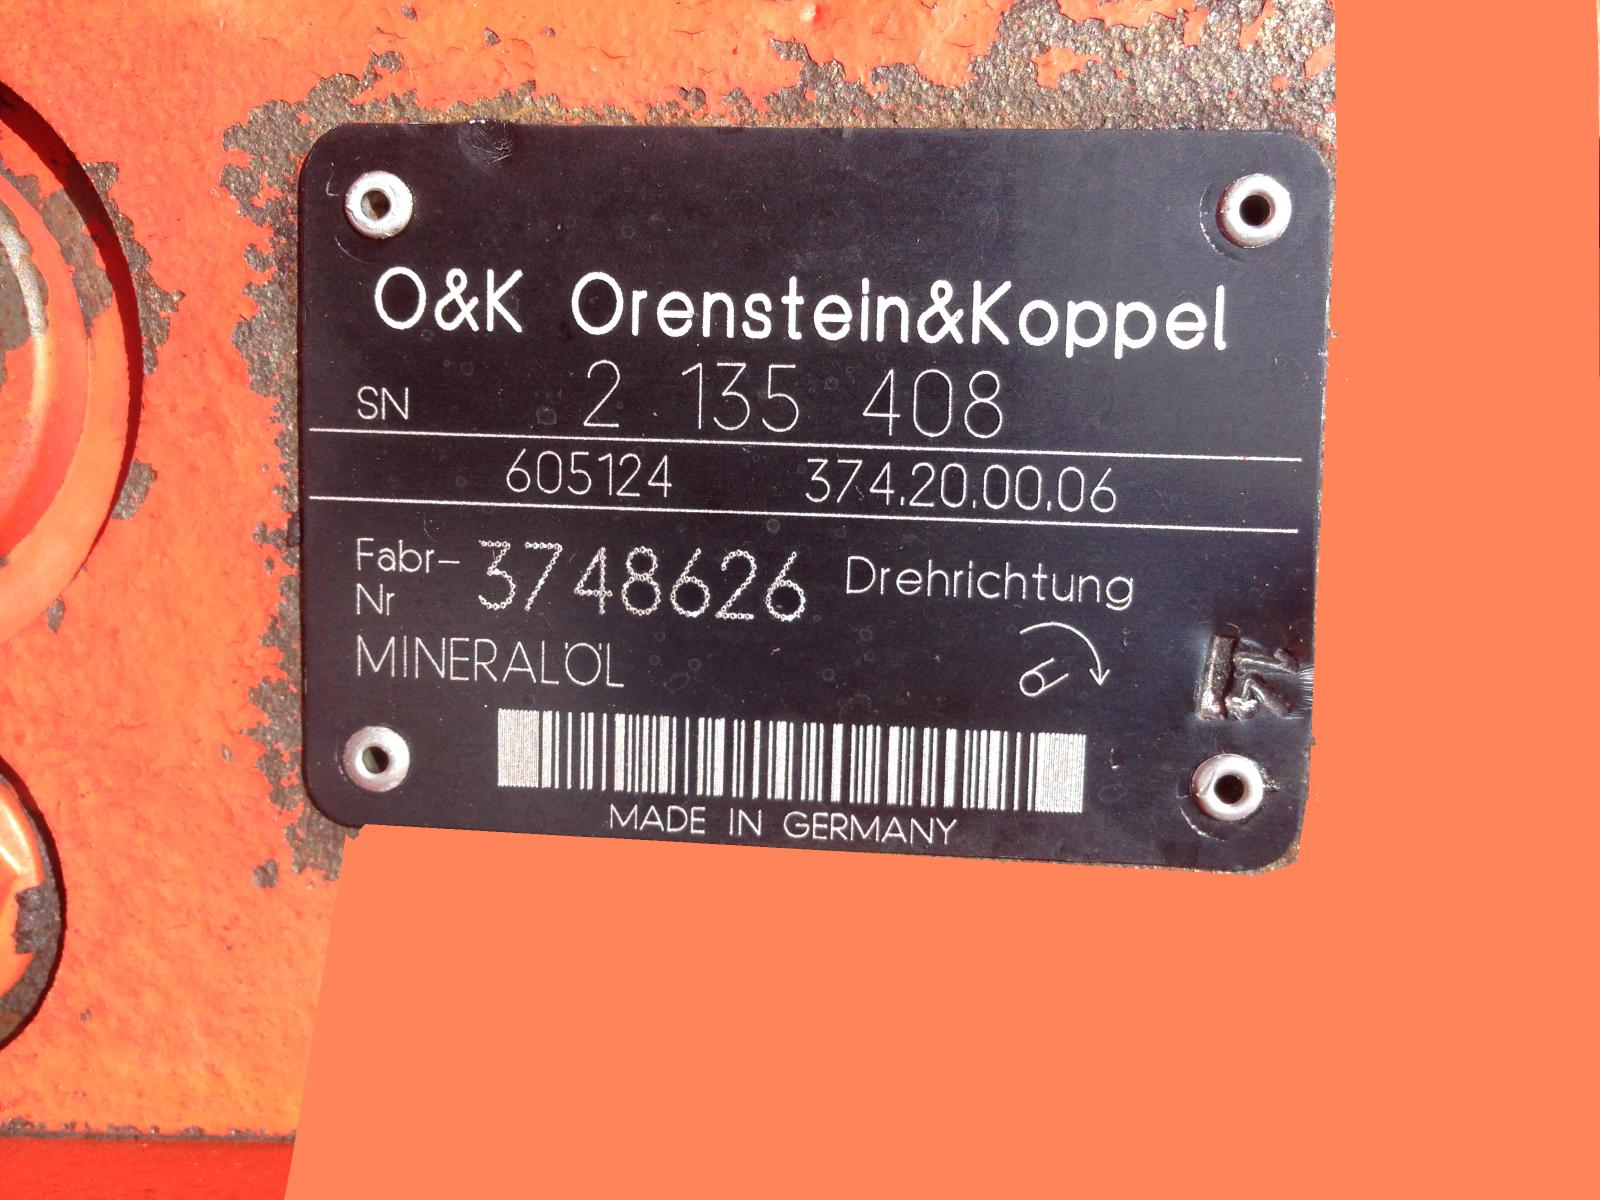 O&K Orenstein&Koppel
SN 2 135 408
605124 374.20.00.06
Fabr-Nr 3748626 Drehrichtung
MINERALÖL
MADE IN GERMANY